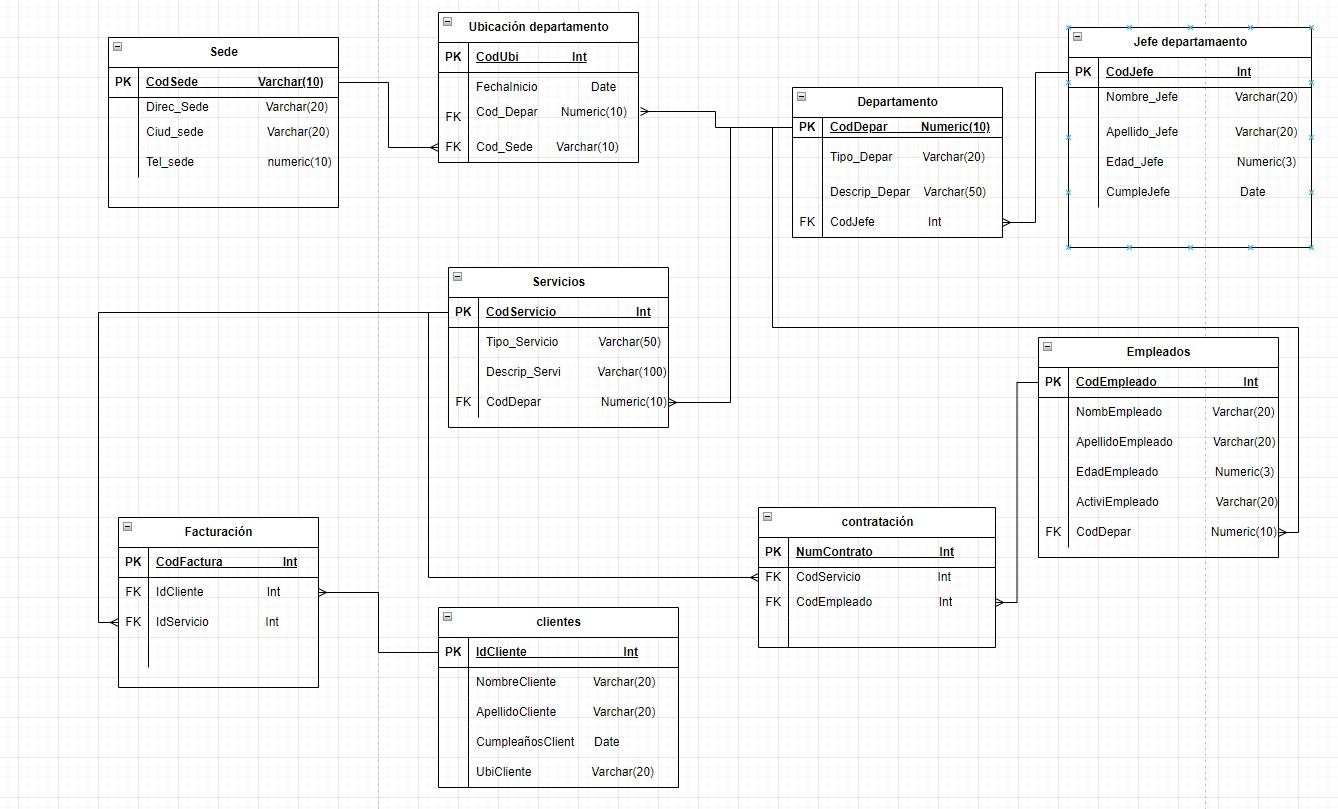 Sede
PK CodSede Varchar(10)
Direc_Sede Varchar(20)
Ciud_sede Varchar(20)
Tel_sede numeric(10)
Ubicación departamento
PK CodUbi Int
FechaInicio Date
FK Cod_Depar Numeric(10)
FK Cod_Sede Varchar(10)
Departamento
PK CodDepar Numeric(10)
Tipo_Depar Varchar(20)
Descrip_Depar Varchar(50)
FK CodJefe Int
Jefe departamaento
PK CodJefe Int
Nombre_Jefe Varchar(20)
Apellido_Jefe Varchar(20)
Edad_Jefe Numeric(3)
CumpleJefe Date
Servicios
PK CodServicio Int
Tipo_Servicio Varchar(50)
Descrip_Servi Varchar(100)
FK CodDepar Numeric(10)
Empleados
PK CodEmpleado Int
NombEmpleado Varchar(20)
ApellidoEmpleado Varchar(20)
EdadEmpleado Numeric(3)
ActiviEmpleado Varchar(20)
FK CodDepar Numeric(10)
Facturación
PK CodFactura Int
FK IdCliente Int
FK IdServicio Int
contratación
PK NumContrato Int
FK CodServicio Int
FK CodEmpleado Int
clientes
PK IdCliente Int
NombreCliente Varchar(20)
ApellidoCliente Varchar(20)
CumpleañosClient Date
UbiCliente Varchar(20)